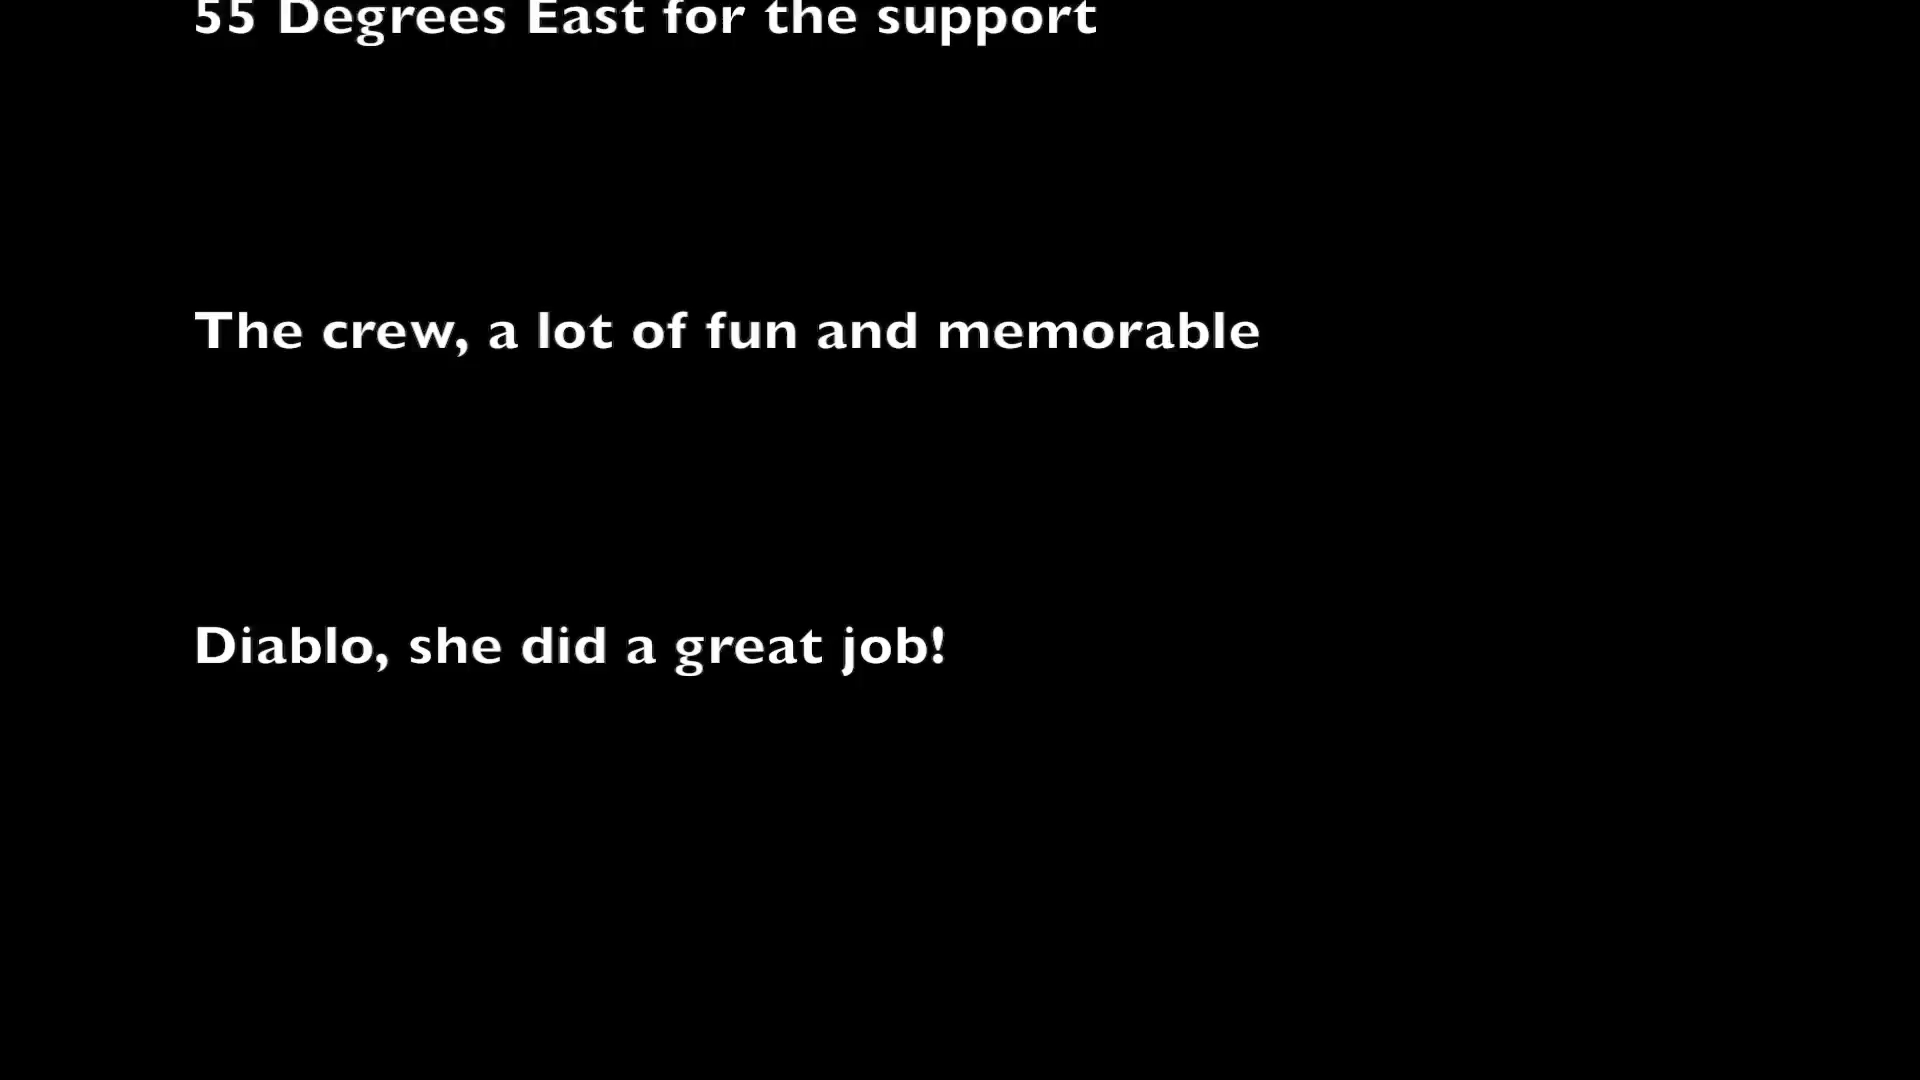 55 Degrees East for the support
The crew, a lot of fun and memorable
Diablo, she did a great job!